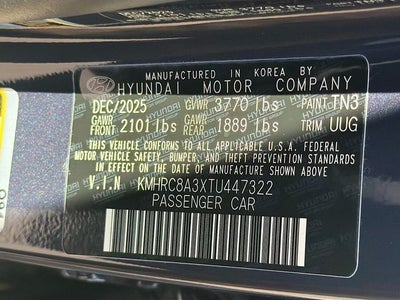 MANUFACTURED IN KOREA BY
HYUNDAI MOTOR COMPANY
DEC/2025 GVWR 3770 lbs PAINT TN3
GAWR FRONT 2101 lbs GAWR REAR 1889 lbs TRIM UUG
THIS VEHICLE CONFORMS TO ALL APPLICABLE U.S.A. FEDERAL
MOTOR VEHICLE SAFETY, BUMPER, AND THEFT PREVENTION STANDARDS
IN EFFECT ON THE DATE OF MANUFACTURE SHOWN ABOVE.
V.I.N KMHRC8A3XTU447322
PASSENGER CAR